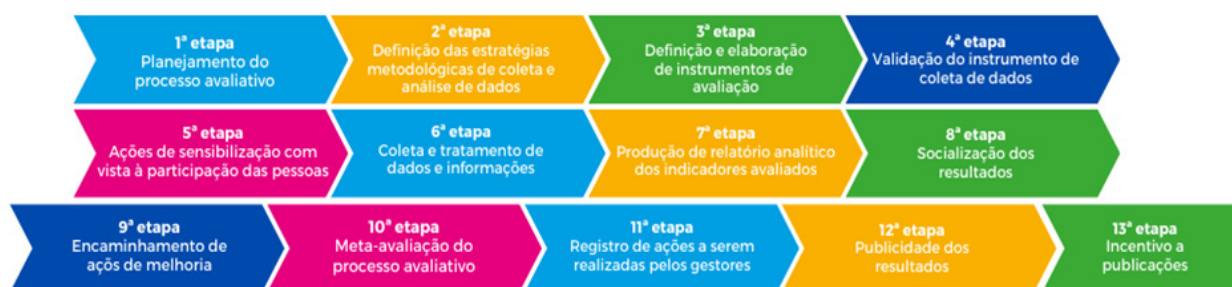 1ª etapa
Planejamento do
processo avaliativo
2ª etapa
Definição das estratégias
metodológicas de coleta e
análise de dados
3ª etapa
Definição e elaboração
de instrumentos de
avaliação
4ª etapa
Validação do instrumento de
coleta de dados
5ª etapa
Ações de sensibilização com
vista à participação das pessoas
6ª etapa
Coleta e tratamento de
dados e informações
7ª etapa
Produção de relatório analítico
dos indicadores avaliados
8ª etapa
Socialização dos
resultados
9ª etapa
Encaminhamento de
açõs de melhoria
10ª etapa
Meta-avaliação do
processo avaliativo
11ª etapa
Registro de ações a serem
realizadas pelos gestores
12ª etapa
Publicidade dos
resultados
13ª etapa
Incentivo a
publicações